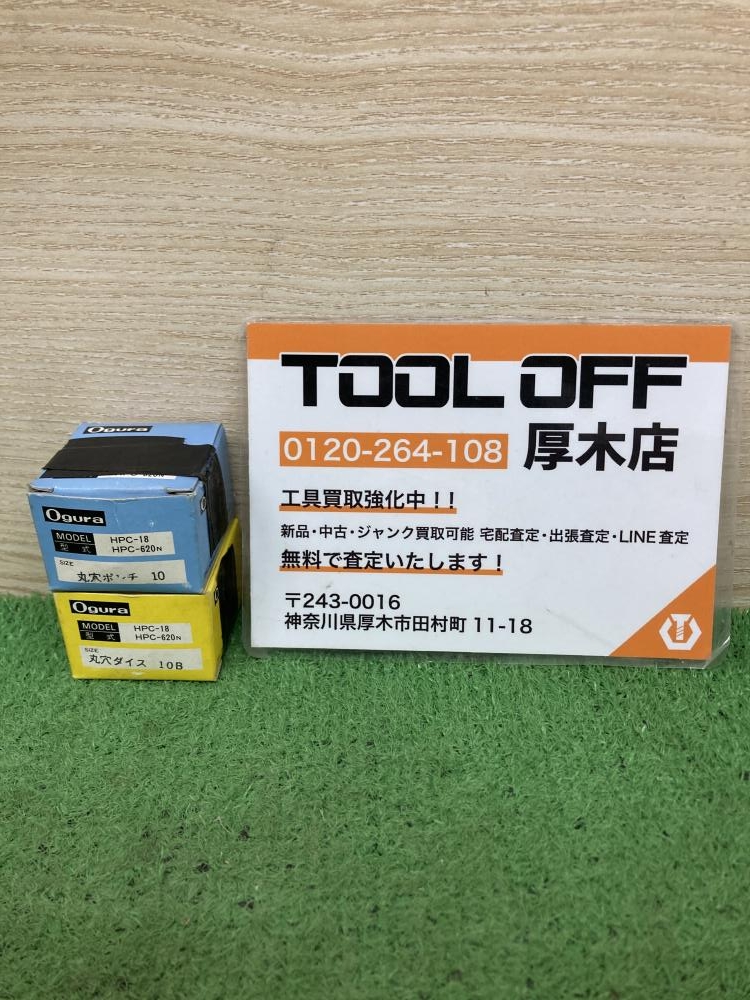 Ogura
Ogura
MODEL HPC-18
型式 HPC-620N
SIZE
丸穴ポンチ 10
Ogura
MODEL HPC-18
型式 HPC-620N
SIZE
丸穴ダイス 10B
TOOL OFF
0120-264-108 厚木店
工具買取強化中!!
新品・中古・ジャンク買取可能 宅配査定・出張査定・LINE査定
無料で査定いたします!
〒243-0016
神奈川県厚木市田村町 11-18